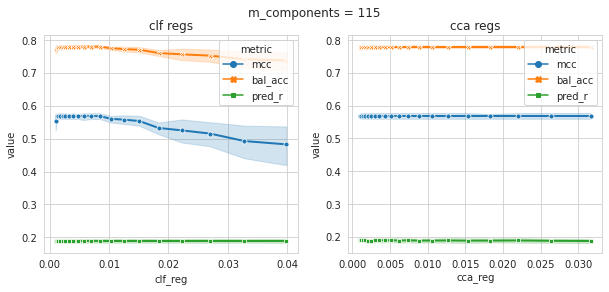 m_components = 115
clf regs
cca regs
0.8
0.7
0.6
0.5
0.4
0.3
0.2
value
metric
mcc
bal_acc
pred_r
0.00
0.01
0.02
0.03
0.04
clf_reg
0.8
0.7
0.6
0.5
0.4
0.3
0.2
value
metric
mcc
bal_acc
pred_r
0.000
0.005
0.010
0.015
0.020
0.025
0.030
cca_reg